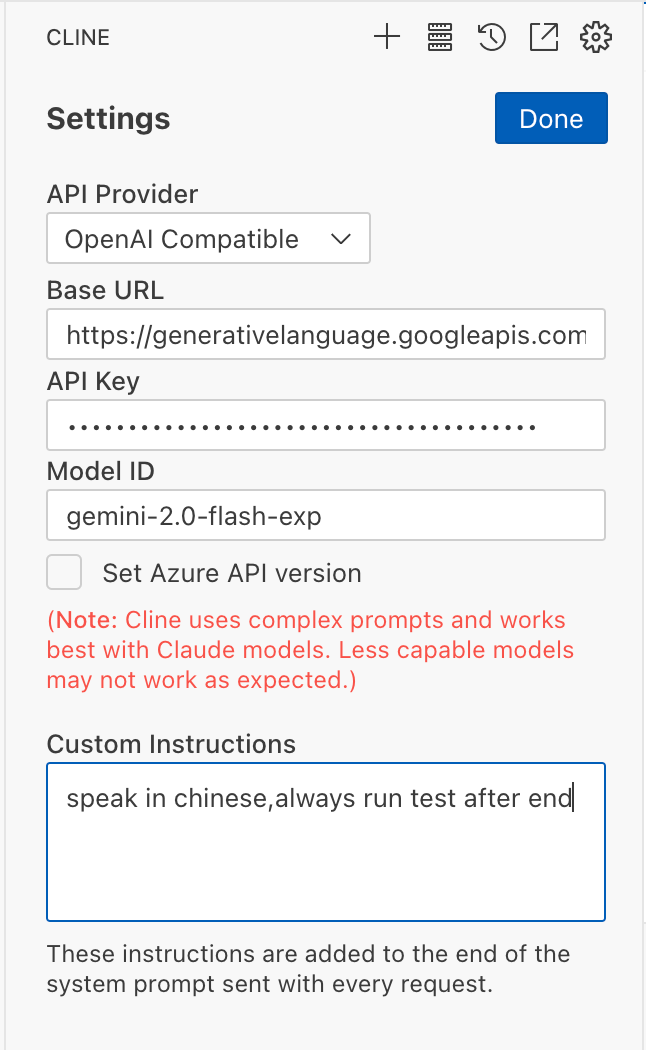 CLINE
Settings
Done
API Provider
OpenAI Compatible
Base URL
https://generativelanguage.googleapis.com
API Key
Model ID
gemini-2.0-flash-exp
Set Azure API version
(Note: Cline uses complex prompts and works
best with Claude models. Less capable models
may not work as expected.)
Custom Instructions
speak in chinese,always run test after end
These instructions are added to the end of the
system prompt sent with every request.